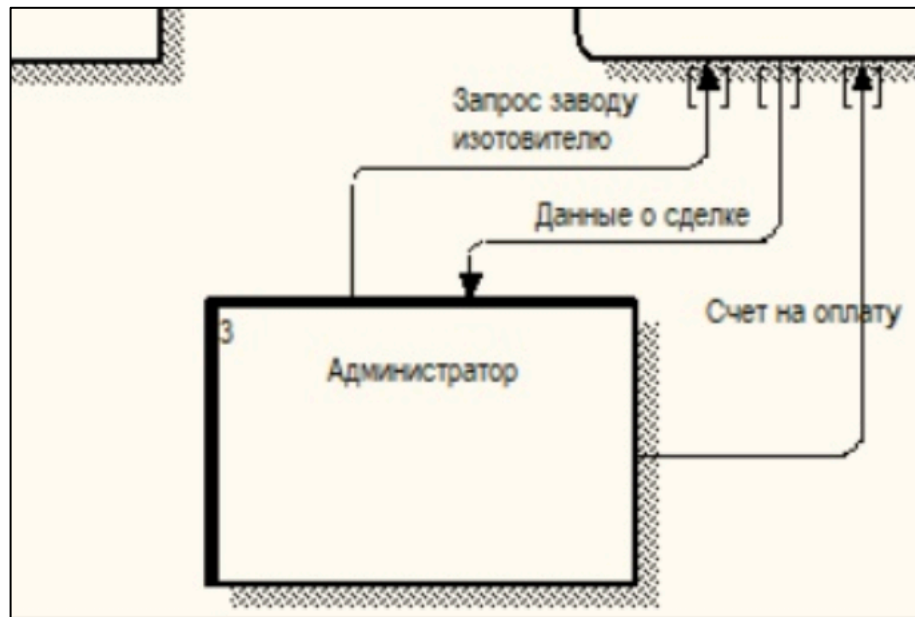 Запрос заводу
изотовителю
Данные о сделке
Счет на оплату
3
Администратор